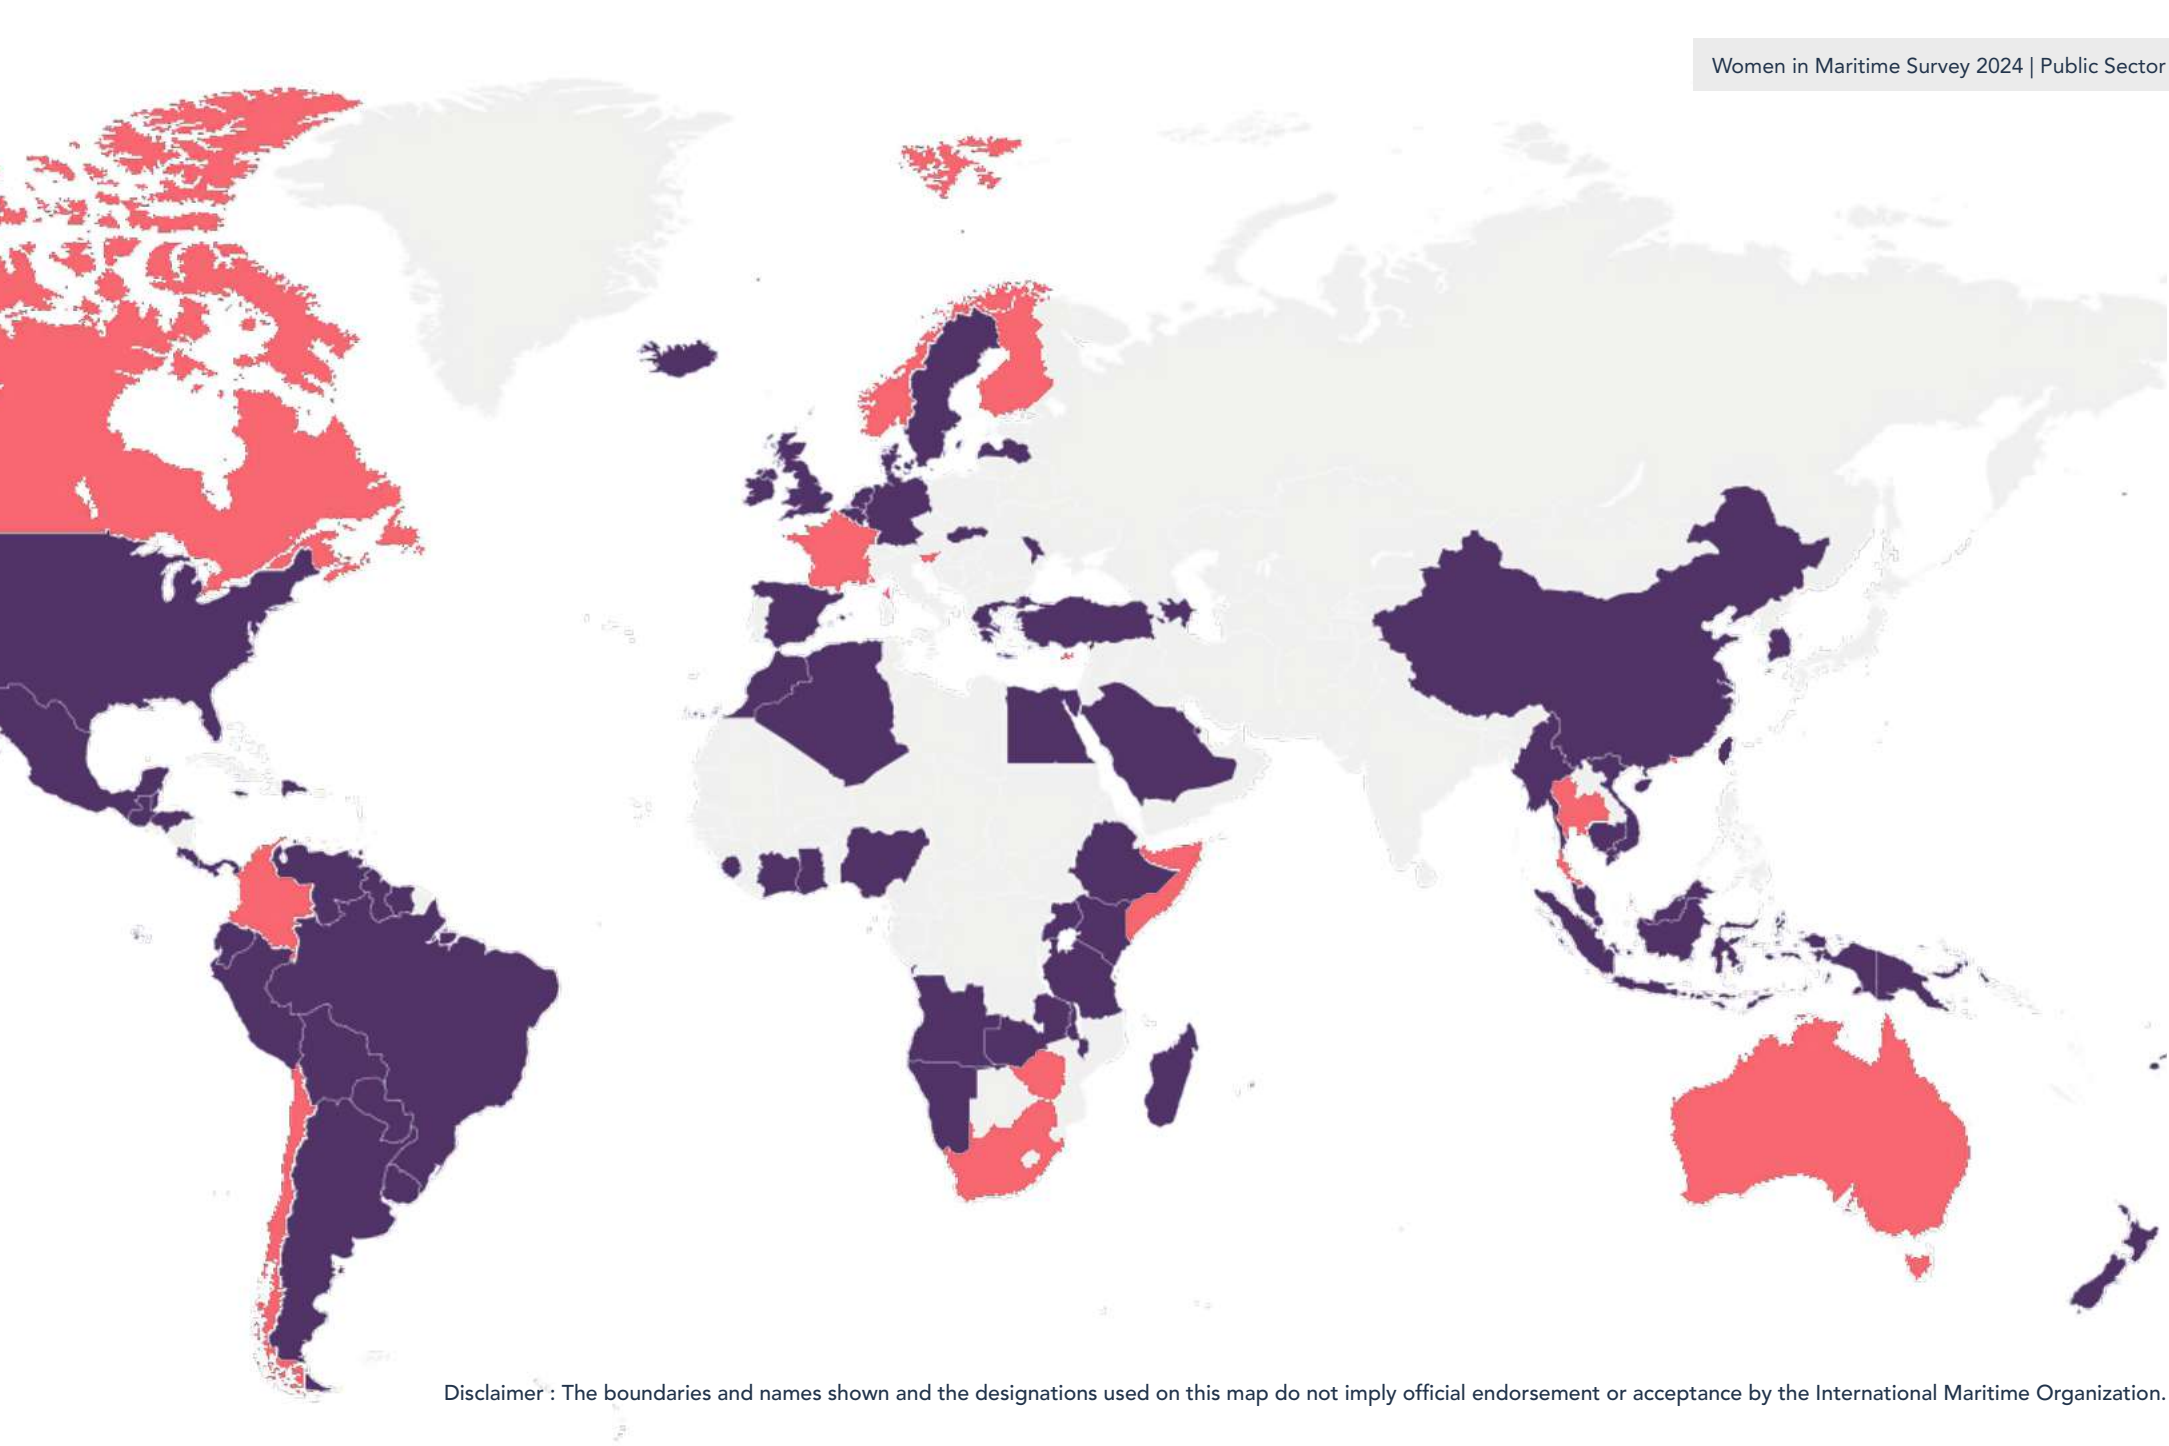 Women in Maritime Survey 2024 | Public Sector
Disclaimer : The boundaries and names shown and the designations used on this map do not imply official endorsement or acceptance by the International Maritime Organization.